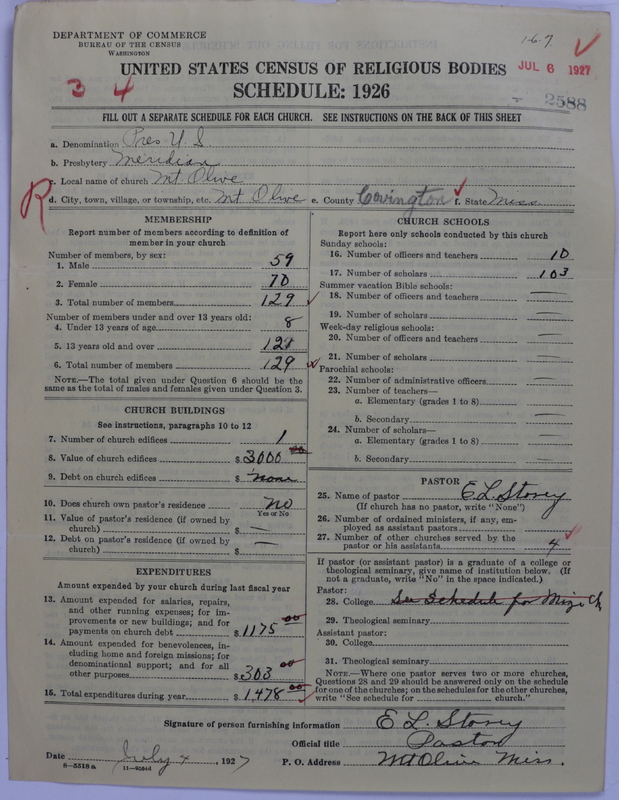 DEPARTMENT OF COMMERCE
BUREAU OF THE CENSUS
WASHINGTON
1-6-7
JUL 6 1927
2588
3 4
UNITED STATES CENSUS OF RELIGIOUS BODIES
SCHEDULE: 1926
FILL OUT A SEPARATE SCHEDULE FOR EACH CHURCH. SEE INSTRUCTIONS ON THE BACK OF THIS SHEET
a. Denomination Pres U. S
b. Presbytery Meridian
c. Local name of church Mt. Olive
R d. City, town, village, or township, etc. Mt Olive e. County Covington f. State Miss
MEMBERSHIP
Report number of members according to definition of
member in your church
Number of members, by sex:
1. Male 59
2. Female 70
3. Total number of members 129
Number of members under and over 13 years old:
4. Under 13 years of age 8
5. 13 years old and over 121
6. Total number of members 129
NOTE.—The total given under Question 6 should be the
same as the total of males and females given under Question 3.
CHURCH BUILDINGS
See instructions, paragraphs 10 to 12
7. Number of church edifices 1
8. Value of church edifices $ 3000 00
9. Debt on church edifices $ None
10. Does church own pastor's residence No
Yes or No
11. Value of pastor's residence (if owned by
church) $ —
12. Debt on pastor's residence (if owned by
church) $ —
EXPENDITURES
Amount expended by your church during last fiscal year
13. Amount expended for salaries, repairs,
and other running expenses; for im-
provements or new buildings; and for
payments on church debt $ 1175 00
14. Amount expended for benevolences, in-
cluding home and foreign missions; for
denominational support; and for all
other purposes $ 303 00
15. Total expenditures during year $ 1,478 00
CHURCH SCHOOLS
Report here only schools conducted by this church
Sunday schools:
16. Number of officers and teachers 10
17. Number of scholars 103
Summer vacation Bible schools:
18. Number of officers and teachers —
19. Number of scholars —
Week-day religious schools:
20. Number of officers and teachers —
21. Number of scholars —
Parochial schools:
22. Number of administrative officers —
23. Number of teachers—
a. Elementary (grades 1 to 8) —
b. Secondary —
24. Number of scholars—
a. Elementary (grades 1 to 8) —
b. Secondary —
PASTOR
25. Name of pastor E L Storey
(If church has no pastor, write "None")
26. Number of ordained ministers, if any, em-
ployed as assistant pastors —
27. Number of other churches served by the
pastor or his assistants 4
If pastor (or assistant pastor) is a graduate of a college or
theological seminary, give name of institution below. (If
not a graduate, write "No" in the space indicated.)
Pastor:
28. College See Schedule for Ch
29. Theological seminary
Assistant pastor:
30. College
31. Theological seminary
NOTE.—Where one pastor serves two or more churches,
Questions 28 and 29 should be answered only on the schedule
for one of the churches; on the schedules for the other churches,
write "See schedule for church."
Signature of person furnishing information E L. Storey
Official title Pastor
Date July 4, 1927 P. O. Address Mt Olive Miss.
8—5518a 11—90544